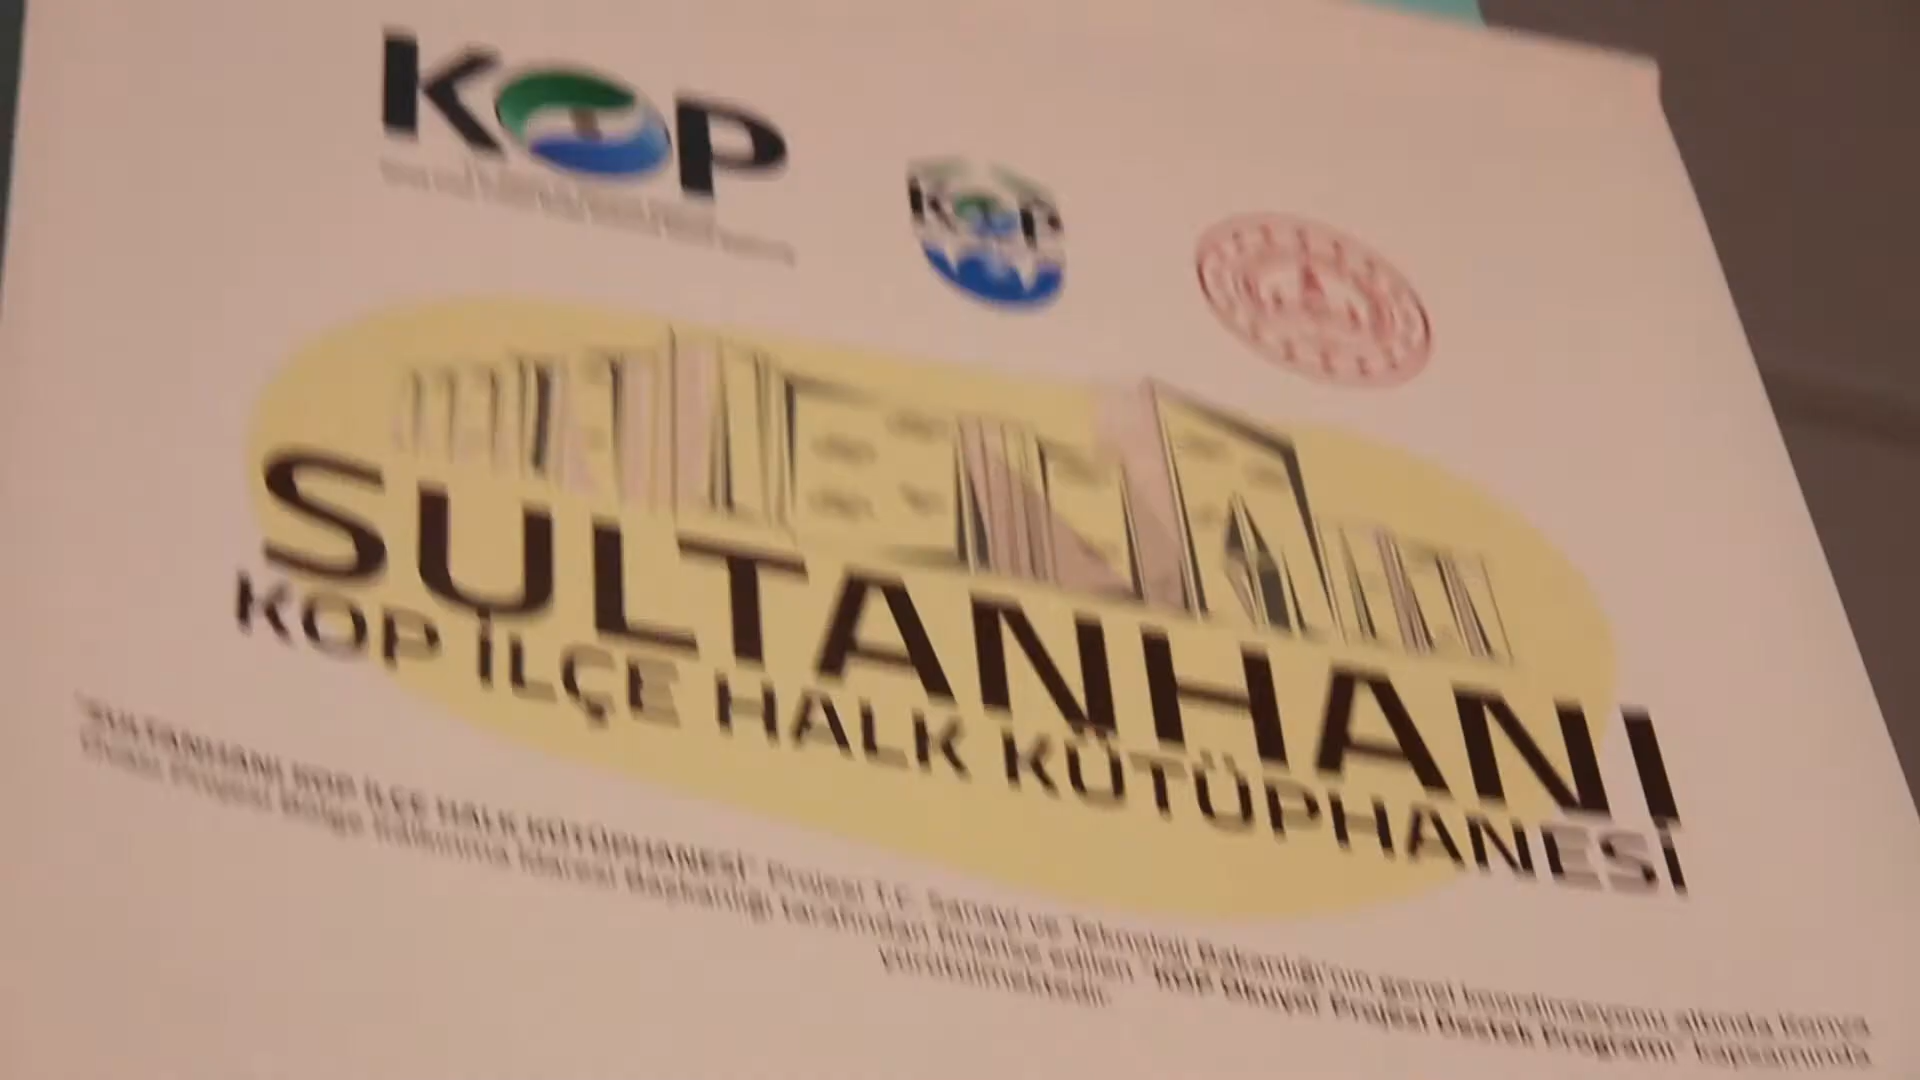 KOP
KOP
SULTANHANI
KOP İLÇE HALK KÜTÜPHANESİ
"SULTANHANI KOP İLÇE HALK KÜTÜPHANESİ" Projesi T.C. Sanayi ve Teknoloji Bakanlığı'nın genel koordinasyonu altında Konya
Ovası Projesi Bölge Kalkınma İdaresi Başkanlığı tarafından finanse edilen "KOP Okuyor Projesi Destek Programı" kapsamında
yürütülmektedir.